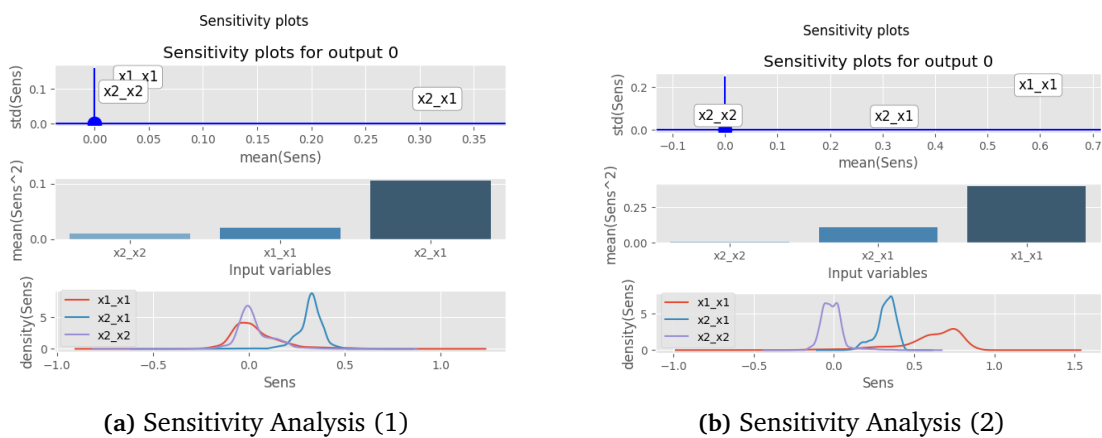 Sensitivity plots
Sensitivity plots for output 0
std(Sens)
0.1
0.0
x1_x1
x2_x2
x2_x1
0.00 0.05 0.10 0.15 0.20 0.25 0.30 0.35
mean(Sens)
mean(Sens^2)
0.1
0.0
x2_x2 x1_x1 x2_x1
Input variables
density(Sens)
5
0
x1_x1
x2_x1
x2_x2
−1.0 −0.5 0.0 0.5 1.0
Sens
(a) Sensitivity Analysis (1)
Sensitivity plots
Sensitivity plots for output 0
std(Sens)
0.2
0.0
x1_x1
x2_x2
x2_x1
−0.1 0.0 0.1 0.2 0.3 0.4 0.5 0.6 0.7
mean(Sens)
mean(Sens^2)
0.25
0.00
x2_x2 x2_x1 x1_x1
Input variables
density(Sens)
5
0
x1_x1
x2_x1
x2_x2
−1.0 −0.5 0.0 0.5 1.0 1.5
Sens
(b) Sensitivity Analysis (2)